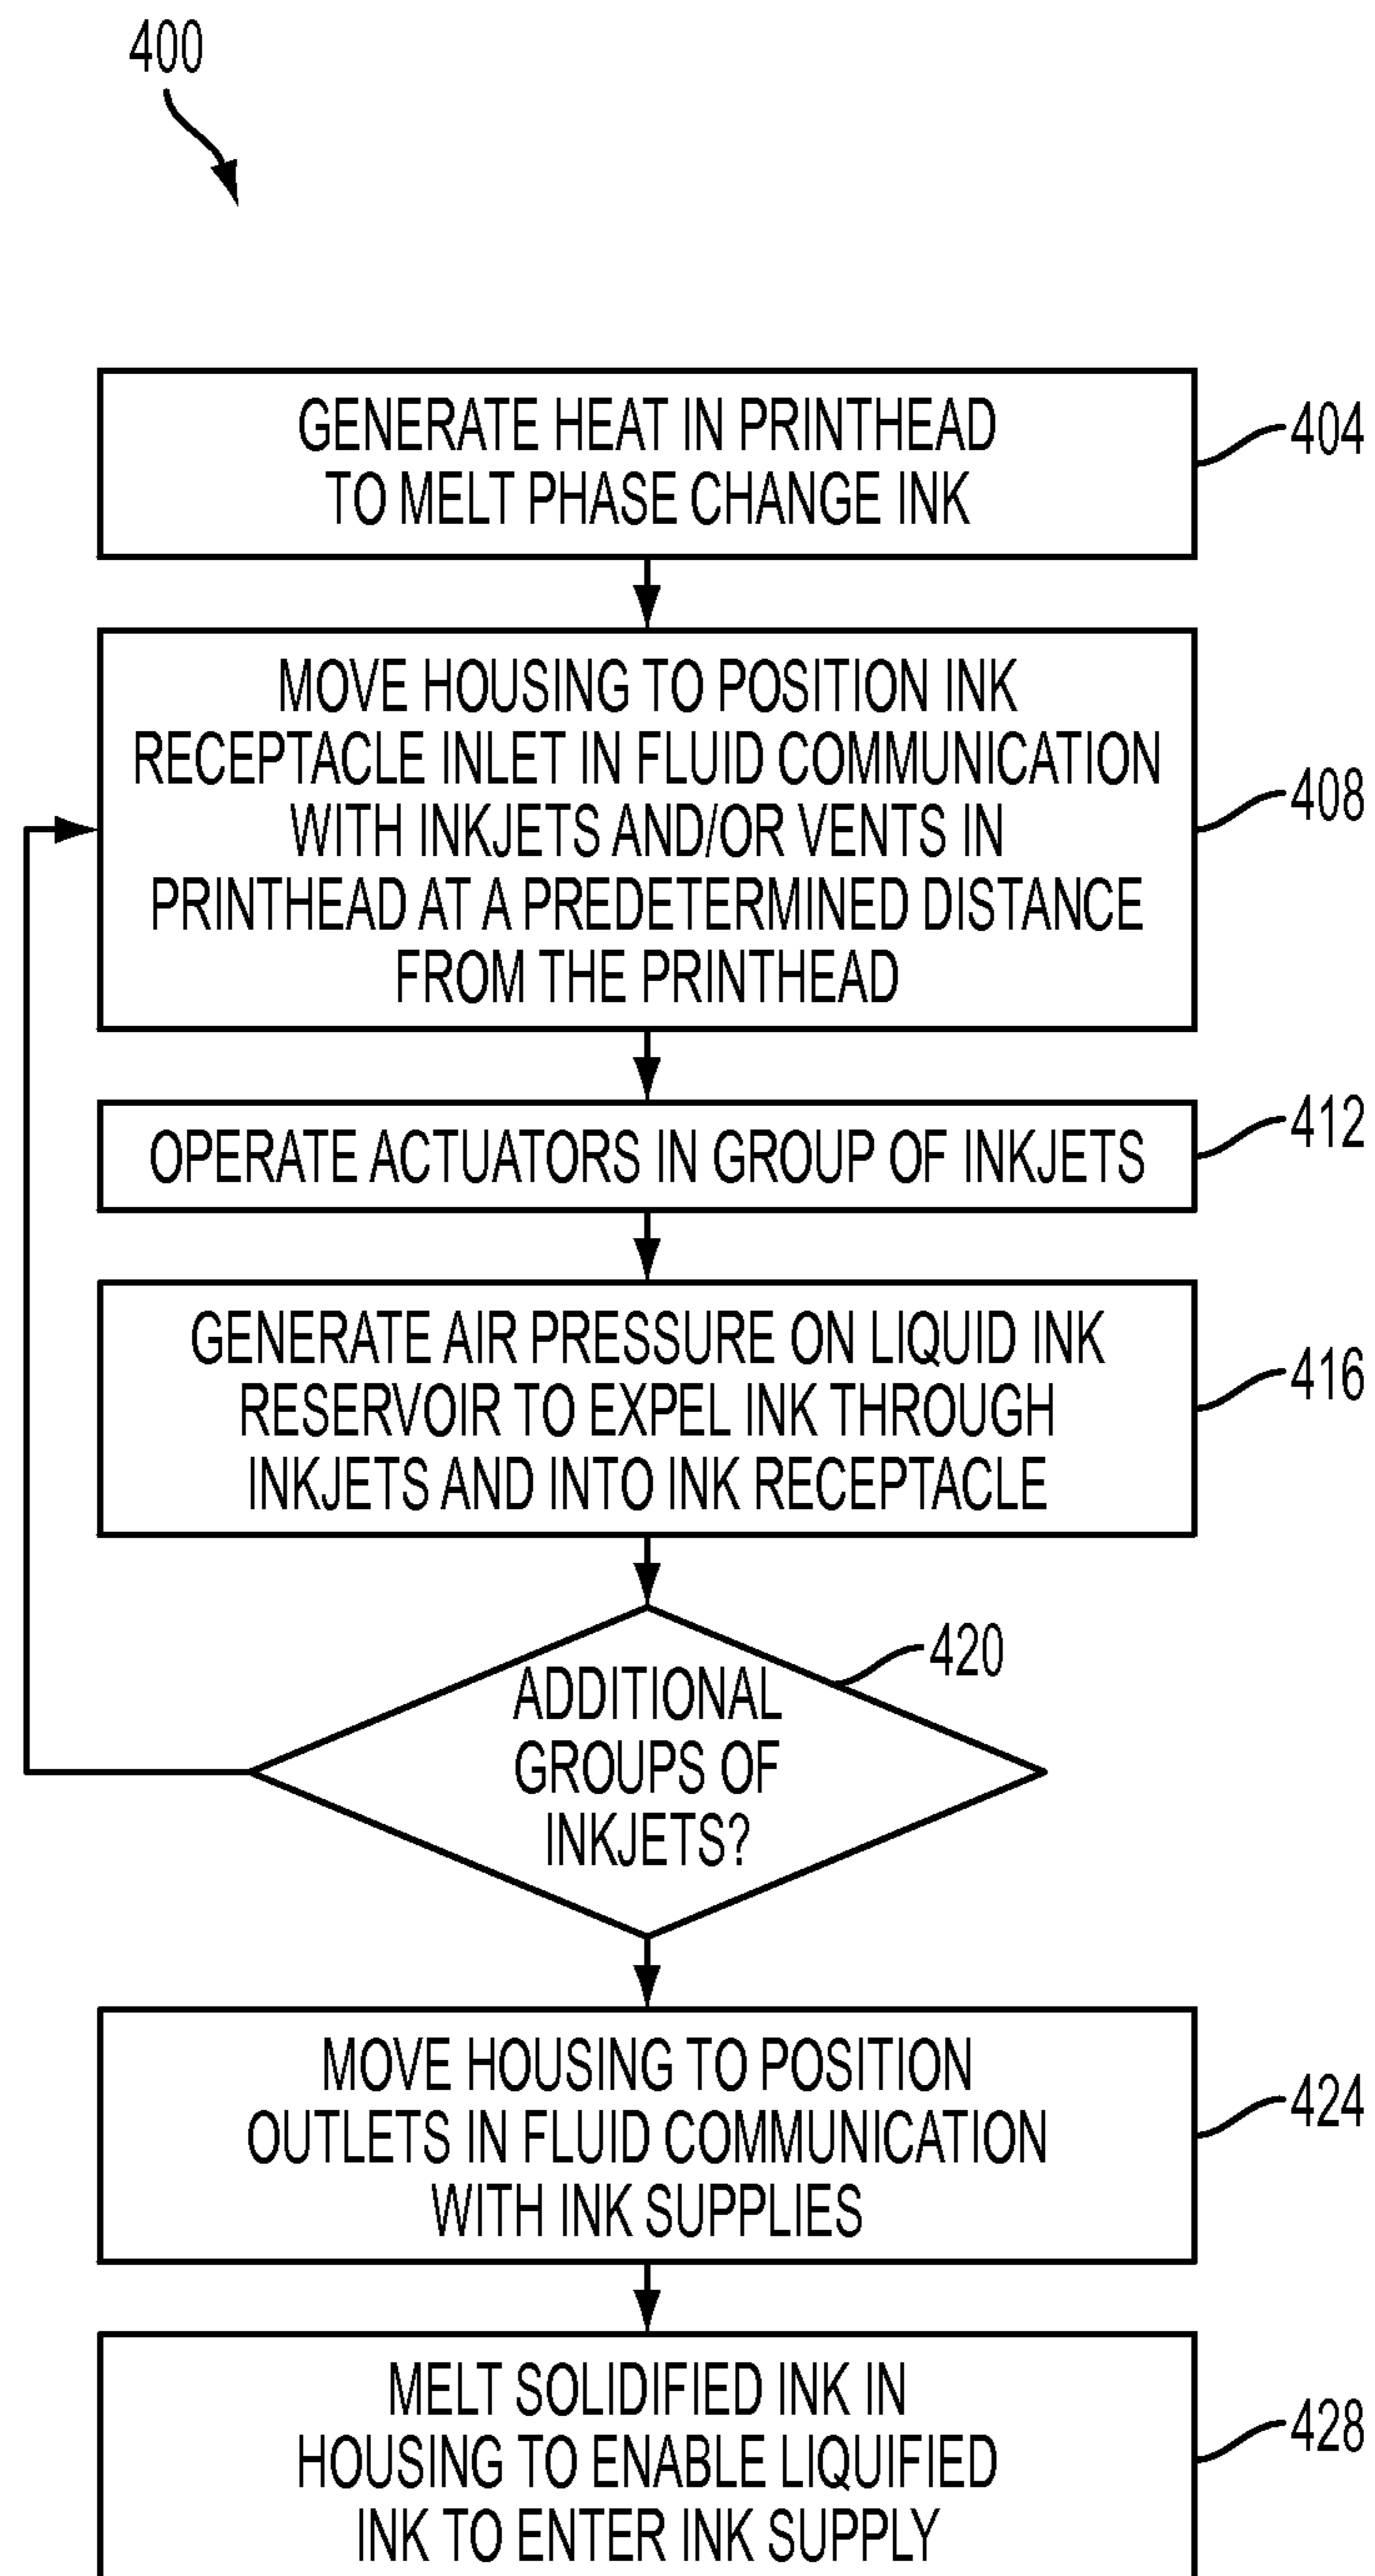 400
GENERATE HEAT IN PRINTHEAD
TO MELT PHASE CHANGE INK
404
MOVE HOUSING TO POSITION INK
RECEPTACLE INLET IN FLUID COMMUNICATION
WITH INKJETS AND/OR VENTS IN
PRINTHEAD AT A PREDETERMINED DISTANCE
FROM THE PRINTHEAD
408
OPERATE ACTUATORS IN GROUP OF INKJETS
412
GENERATE AIR PRESSURE ON LIQUID INK
RESERVOIR TO EXPEL INK THROUGH
INKJETS AND INTO INK RECEPTACLE
416
ADDITIONAL
GROUPS OF
INKJETS?
420
MOVE HOUSING TO POSITION
OUTLETS IN FLUID COMMUNICATION
WITH INK SUPPLIES
424
MELT SOLIDIFIED INK IN
HOUSING TO ENABLE LIQUIFIED
INK TO ENTER INK SUPPLY
428